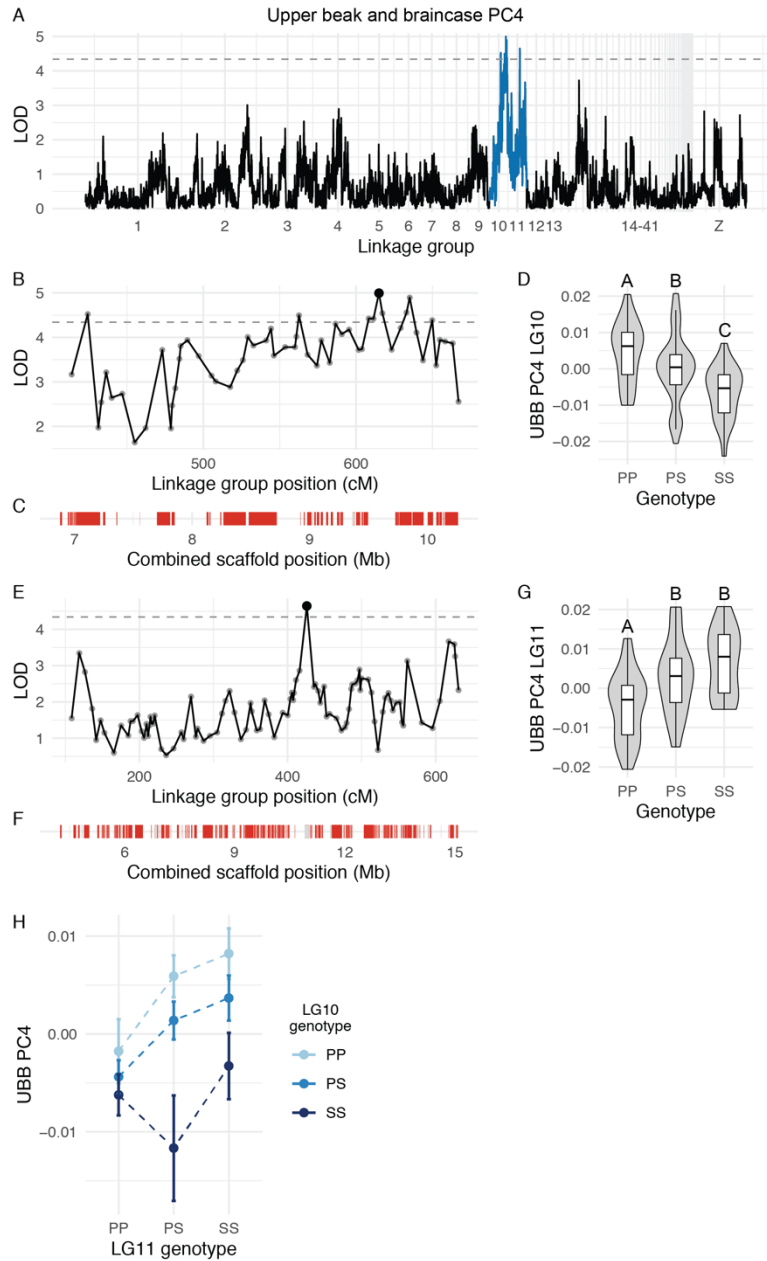 A
Upper beak and braincase PC4
5
4
3
2
1
0
LOD
1 2 3 4 5 6 7 8 9 10 11 12 13 14-41 Z
Linkage group
B
5
4
3
2
LOD
500 600
Linkage group position (cM)
C
7 8 9 10
Combined scaffold position (Mb)
D
A B C
0.02
0.01
0.00
−0.01
−0.02
UBB PC4 LG10
PP PS SS
Genotype
E
4
3
2
1
LOD
200 400 600
Linkage group position (cM)
F
6 9 12 15
Combined scaffold position (Mb)
G
A B B
0.02
0.01
0.00
−0.01
−0.02
UBB PC4 LG11
PP PS SS
Genotype
H
0.01
0.00
−0.01
UBB PC4
PP PS SS
LG11 genotype
LG10
genotype
PP
PS
SS